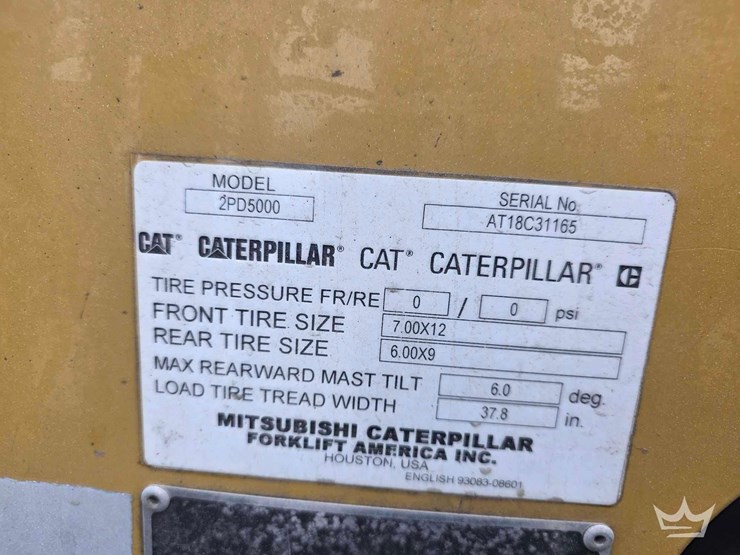 MODEL
2PD5000
SERIAL No.
AT18C31165
CAT® CATERPILLAR® CAT® CATERPILLAR® C
TIRE PRESSURE FR/RE 0 / 0 psi
FRONT TIRE SIZE 7.00X12
REAR TIRE SIZE 6.00X9
MAX REARWARD MAST TILT 6.0 deg.
LOAD TIRE TREAD WIDTH 37.8 in.
MITSUBISHI CATERPILLAR
FORKLIFT AMERICA INC.
HOUSTON, USA
ENGLISH 93083-08601